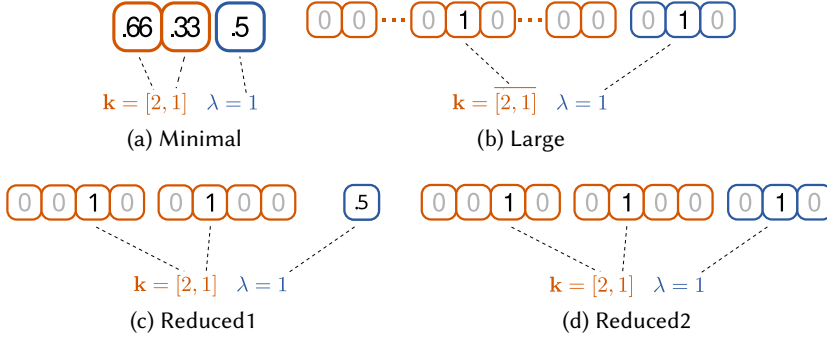 .66 .33 .5
k = [2, 1] λ = 1
(a) Minimal
0 0 ··· 0 1 0 ··· 0 0 0 1 0
k = [2, 1] λ = 1
(b) Large
0 0 1 0 0 1 0 0 .5
k = [2, 1] λ = 1
(c) Reduced1
0 0 1 0 0 1 0 0 0 1 0
k = [2, 1] λ = 1
(d) Reduced2